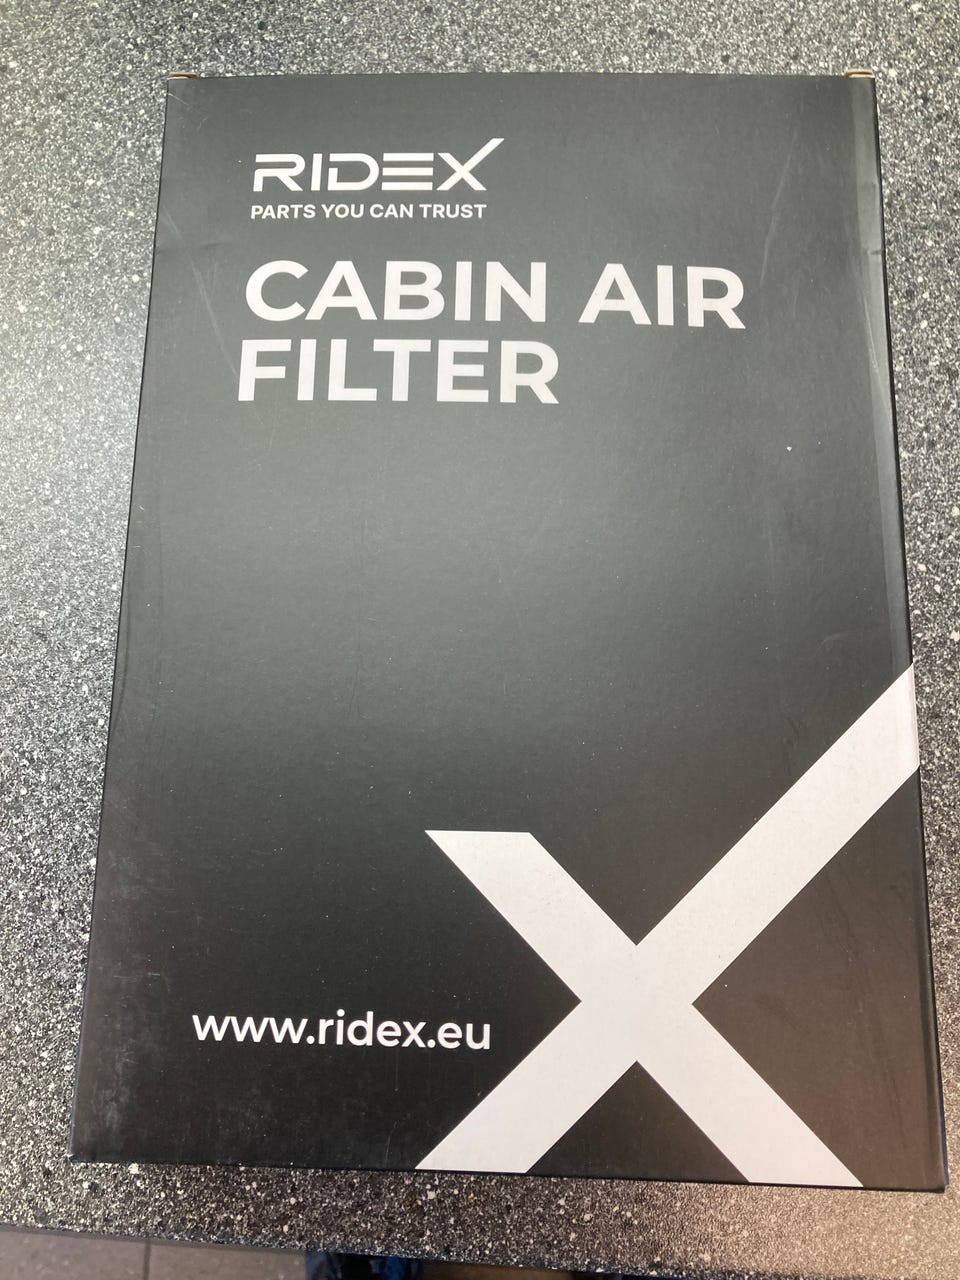 RIDEX
PARTS YOU CAN TRUST
CABIN AIR
FILTER
www.ridex.eu